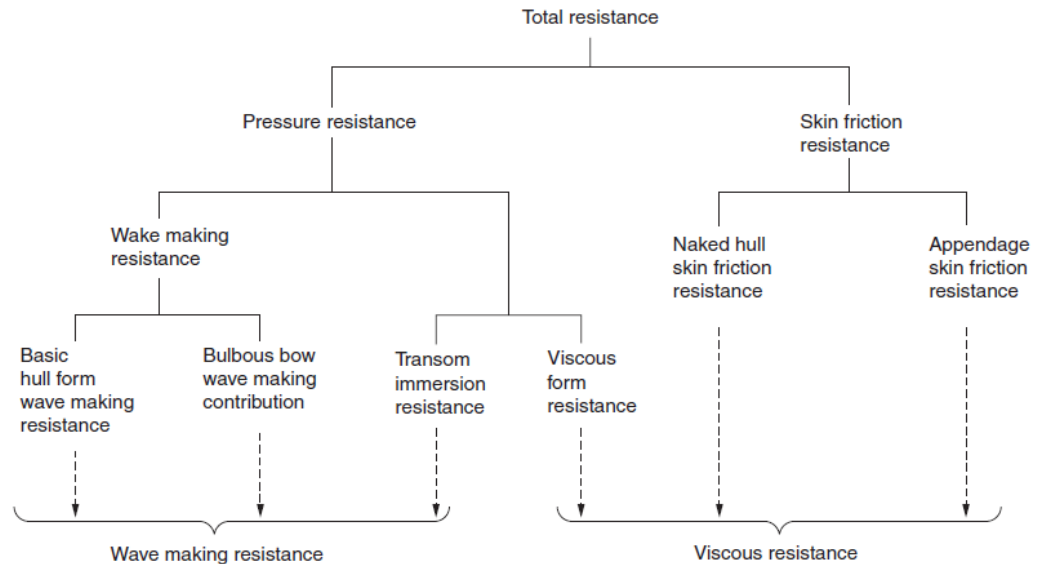 Total resistance
Pressure resistance
Skin friction
resistance
Wake making
resistance
Naked hull
skin friction
resistance
Appendage
skin friction
resistance
Basic
hull form
wave making
resistance
Bulbous bow
wave making
contribution
Transom
immersion
resistance
Viscous
form
resistance
Wave making resistance
Viscous resistance